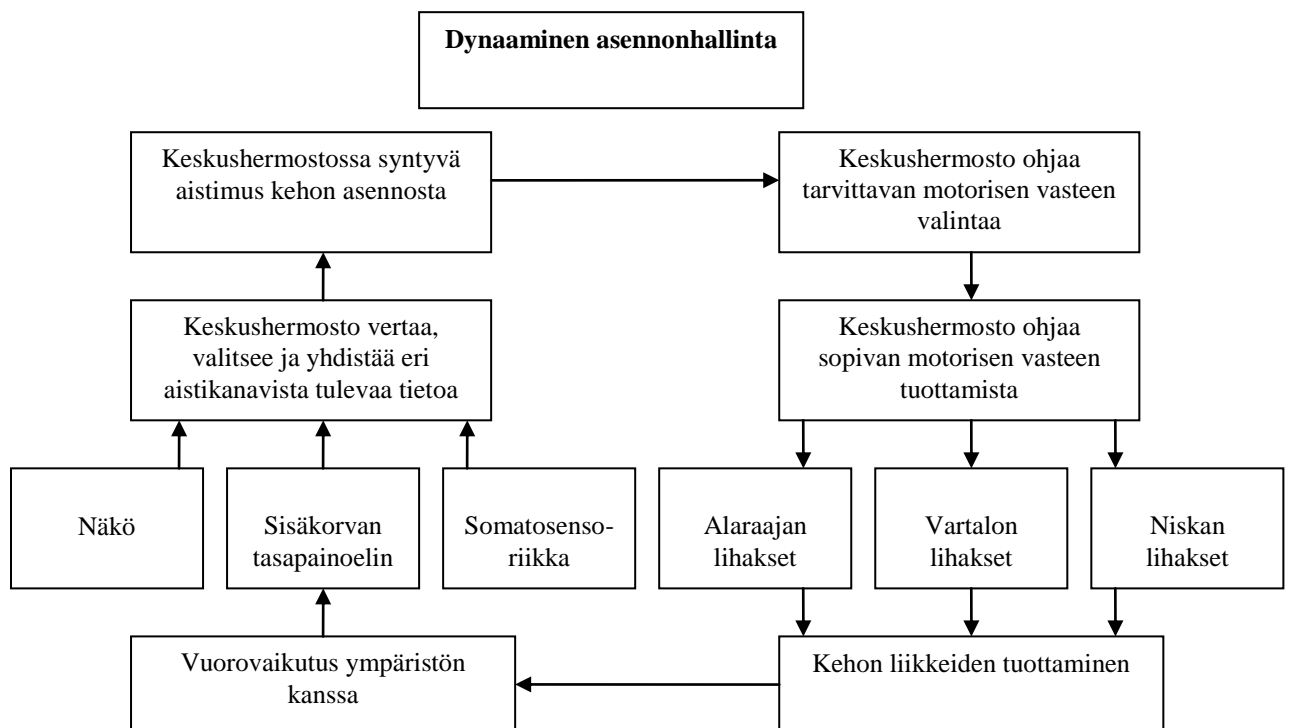 Dynaaminen asennonhallinta
Keskushermostossa syntyvä
aistimus kehon asennosta
Keskushermosto ohjaa
tarvittavan motorisen vasteen
valintaa
Keskushermosto vertaa,
valitsee ja yhdistää eri
aistikanavista tulevaa tietoa
Keskushermosto ohjaa
sopivan motorisen vasteen
tuottamista
Näkö
Sisäkorvan
tasapainoelin
Somatosenso-
riikka
Alaraajan
lihakset
Vartalon
lihakset
Niskan
lihakset
Vuorovaikutus ympäristön
kanssa
Kehon liikkeiden tuottaminen